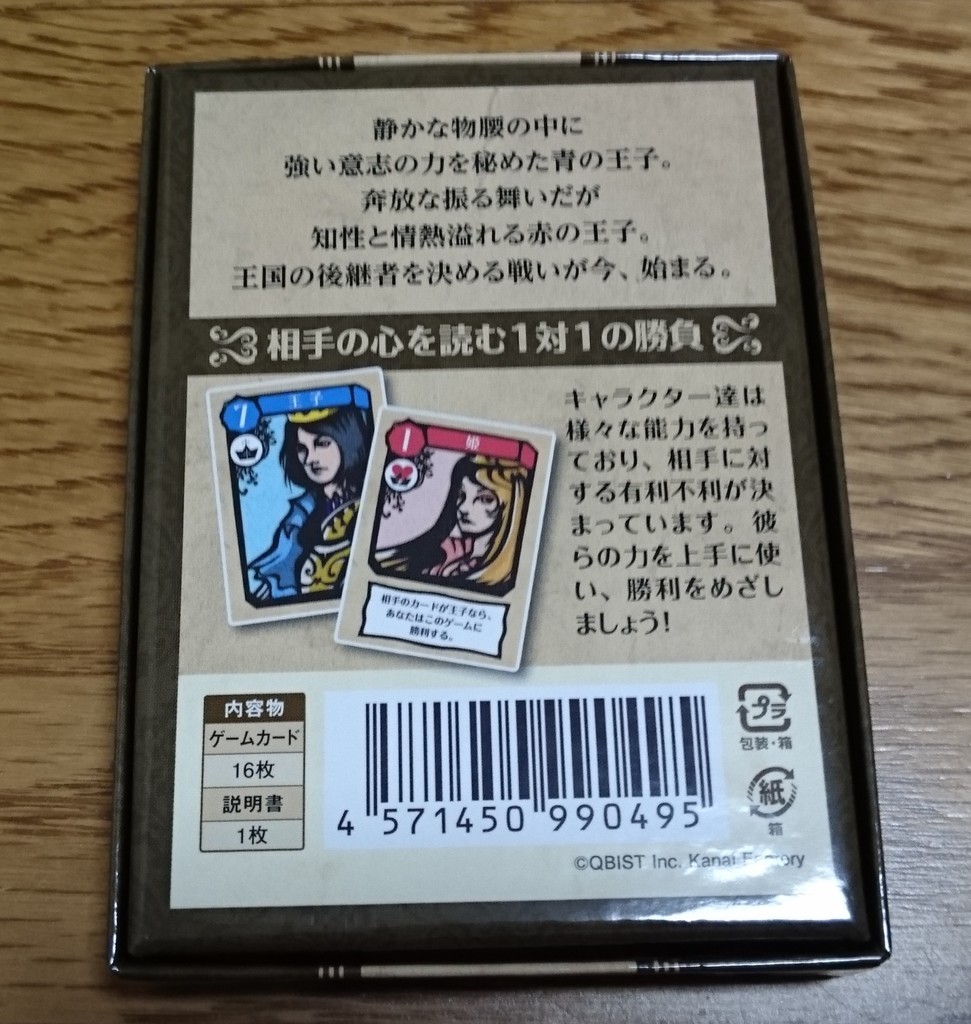 静かな物腰の中に
強い意志の力を秘めた青の王子。
奔放な振る舞いだが
知性と情熱溢れる赤の王子。
王国の後継者を決める戦いが今、始まる。
相手の心を読む1対1の勝負
7 王子
1 姫
相手のカードが王子なら、
あなたはこのゲームに
勝利する。
キャラクター達は
様々な能力を持っ
ており、相手に対
する有利不利が決
まっています。彼
らの力を上手に使
い、勝利をめざし
ましょう!
内容物
ゲームカード
16枚
説明書
1枚
4 571450 990495
プラ
包装・箱
紙
箱
©QBIST Inc. Kanai Factory